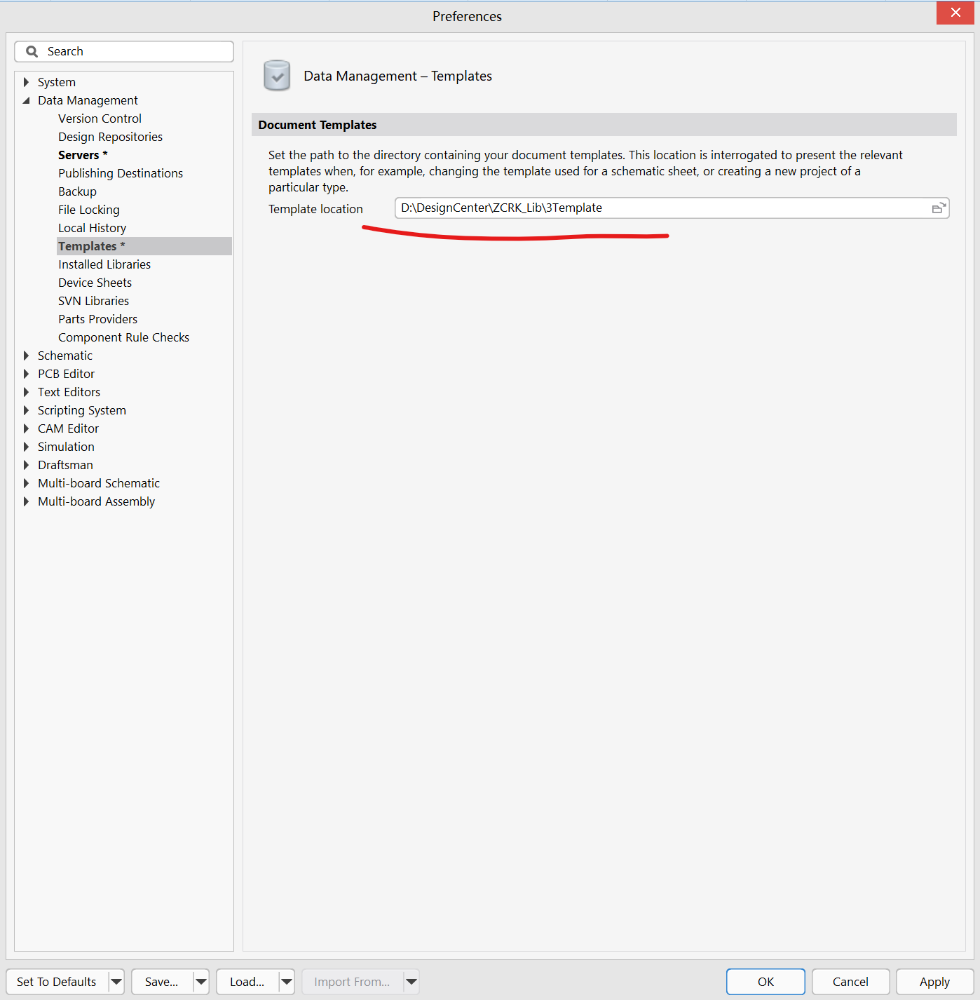 Preferences
Search
System
Data Management
Version Control
Design Repositories
Servers *
Publishing Destinations
Backup
File Locking
Local History
Templates *
Installed Libraries
Device Sheets
SVN Libraries
Parts Providers
Component Rule Checks
Schematic
PCB Editor
Text Editors
Scripting System
CAM Editor
Simulation
Draftsman
Multi-board Schematic
Multi-board Assembly
Data Management – Templates
Document Templates
Set the path to the directory containing your document templates. This location is interrogated to present the relevant
templates when, for example, changing the template used for a schematic sheet, or creating a new project of a
particular type.
Template location D:\DesignCenter\ZCRK_Lib\3Template
Set To Defaults Save... Load... Import From... OK Cancel Apply